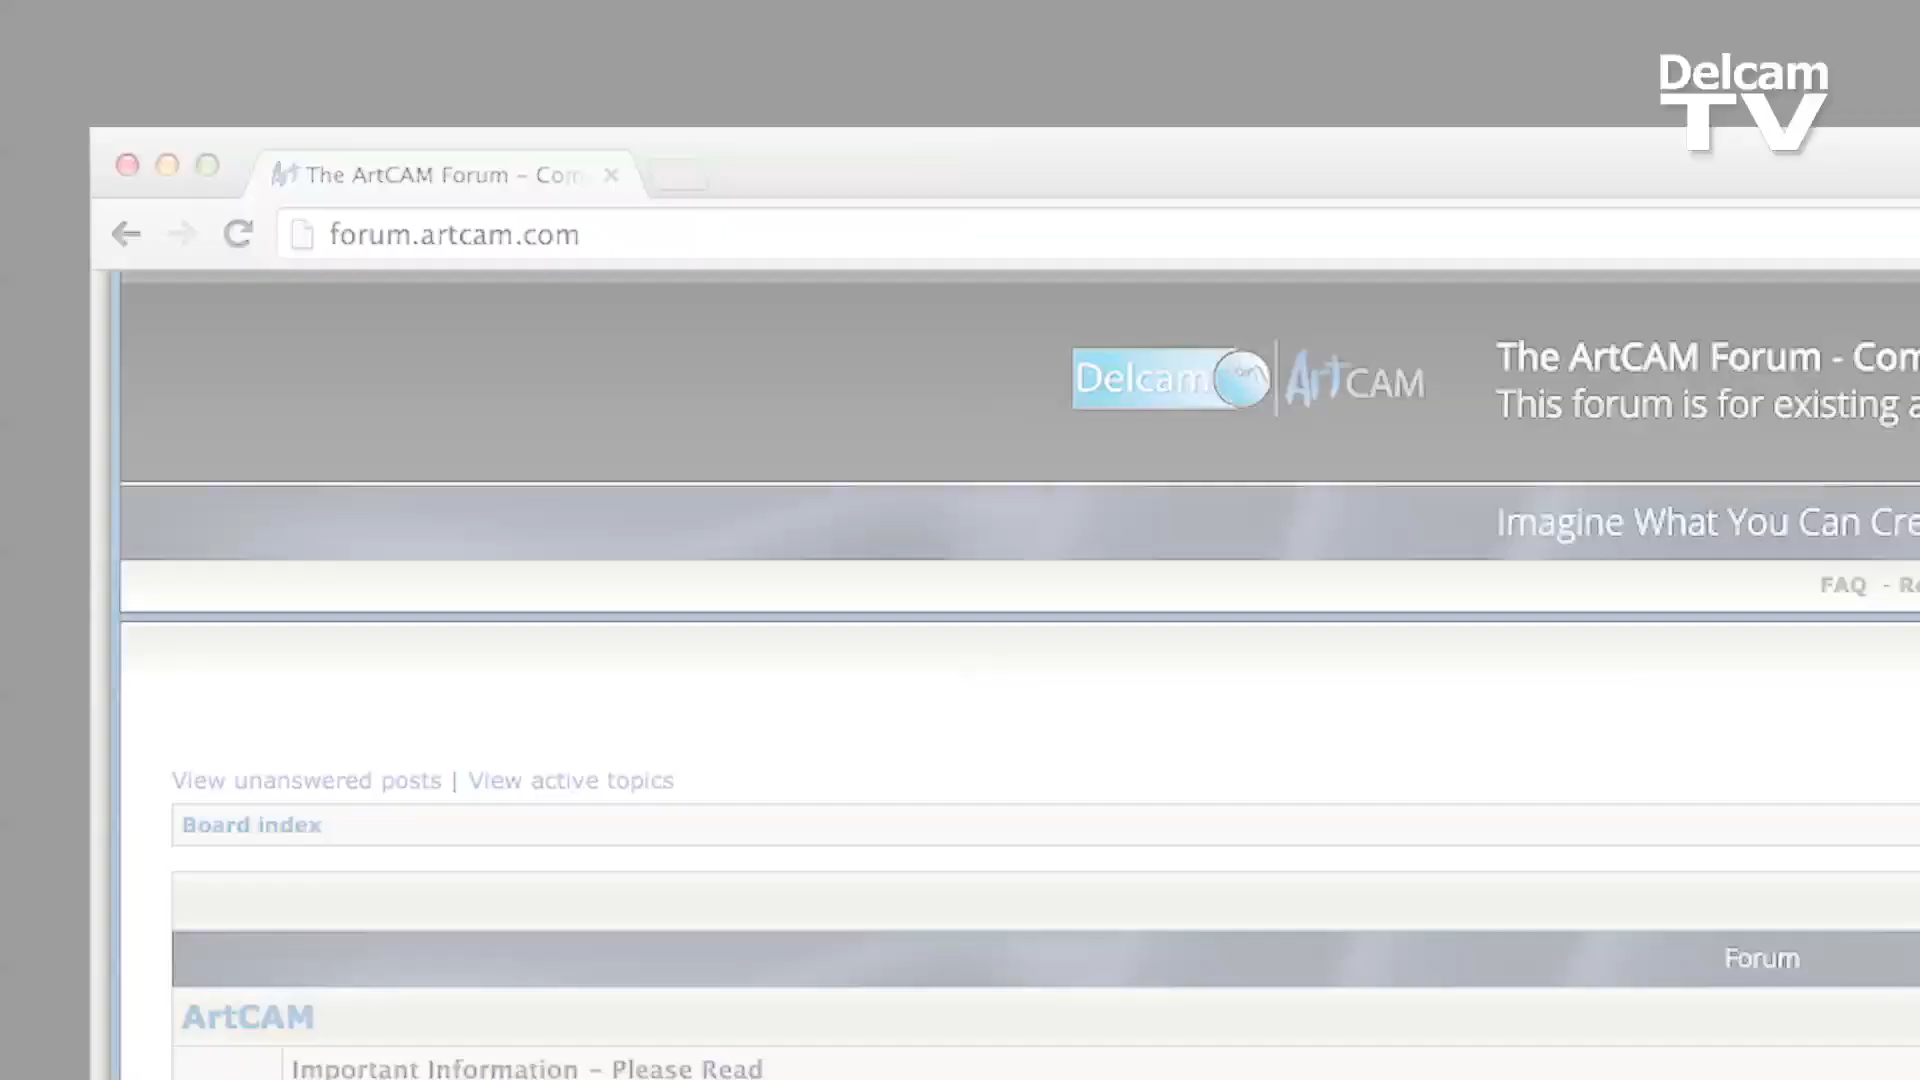 Delcam
TV
The ArtCAM Forum – Com
forum.artcam.com
Delcam
ArtCAM
The ArtCAM Forum - Com
This forum is for existing a
Imagine What You Can Cre
FAQ - Re
View unanswered posts | View active topics
Board index
Forum
ArtCAM
Important Information – Please Read